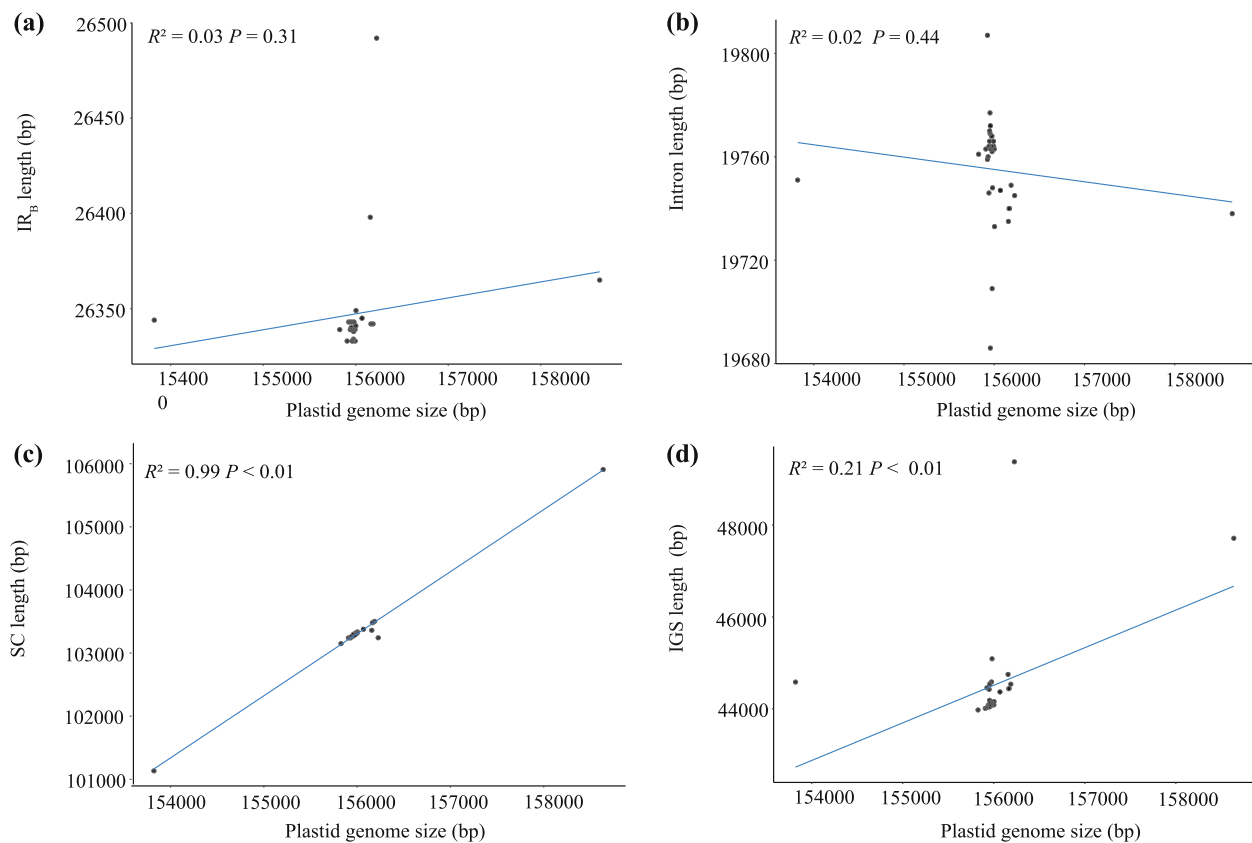 (a)
R² = 0.03 P = 0.31
26500
26450
26400
26350
IR_B length (bp)
15400
0
155000
156000
157000
158000
Plastid genome size (bp)
(b)
R² = 0.02 P = 0.44
19800
19760
19720
19680
Intron length (bp)
154000
155000
156000
157000
158000
Plastid genome size (bp)
(c)
R² = 0.99 P < 0.01
106000
105000
104000
103000
102000
101000
SC length (bp)
154000
155000
156000
157000
158000
Plastid genome size (bp)
(d)
R² = 0.21 P < 0.01
48000
46000
44000
IGS length (bp)
154000
155000
156000
157000
158000
Plastid genome size (bp)